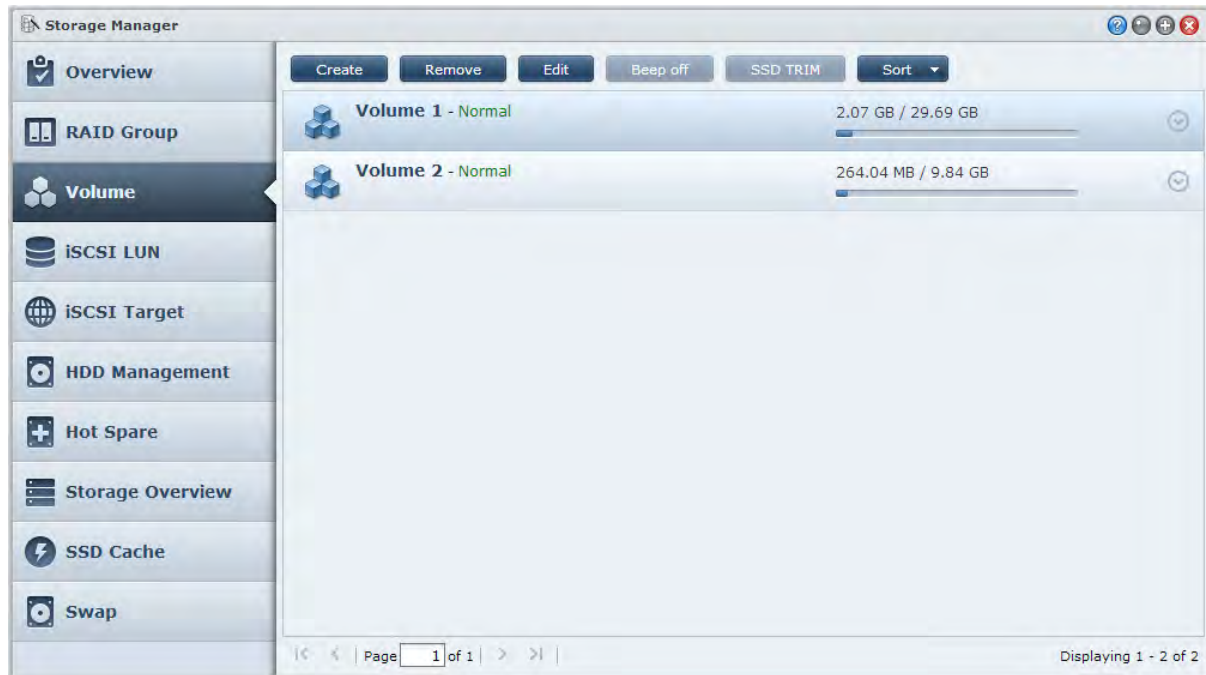 Storage Manager
Overview
RAID Group
Volume
iSCSI LUN
iSCSI Target
HDD Management
Hot Spare
Storage Overview
SSD Cache
Swap
Create Remove Edit Beep off SSD TRIM Sort
Volume 1 - Normal 2.07 GB / 29.69 GB
Volume 2 - Normal 264.04 MB / 9.84 GB
Page 1 of 1 Displaying 1 - 2 of 2